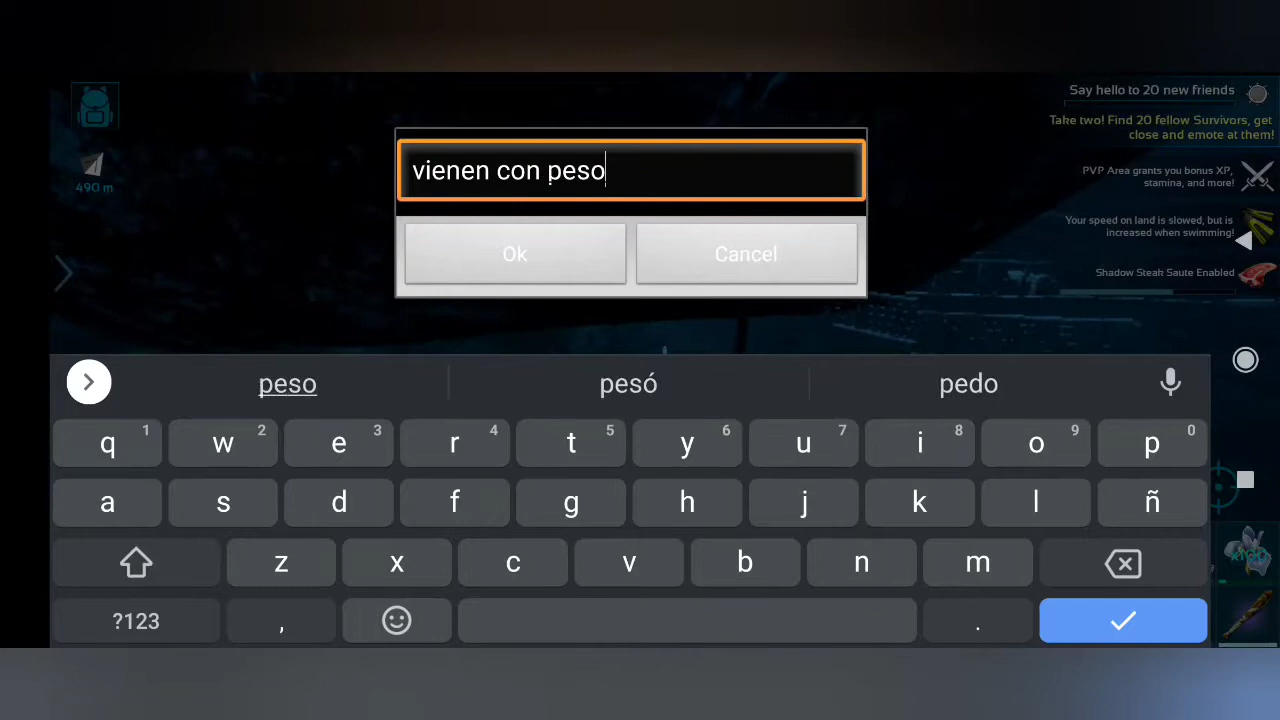 Say hello to 20 new friends
Take two! Find 20 fellow Survivors, get
close and emote at them!
490 m
PVP Area grants you bonus XP,
stamina, and more!
Your speed on land is slowed, but is
increased when swimming!
Shadow Steak Saute Enabled
vienen con peso
Ok Cancel
peso pesó pedo
q 1 w 2 e 3 r 4 t 5 y 6 u 7 i 8 o 9 p 0
a s d f g h j k l ñ
z x c v b n m
?123 , .
x100